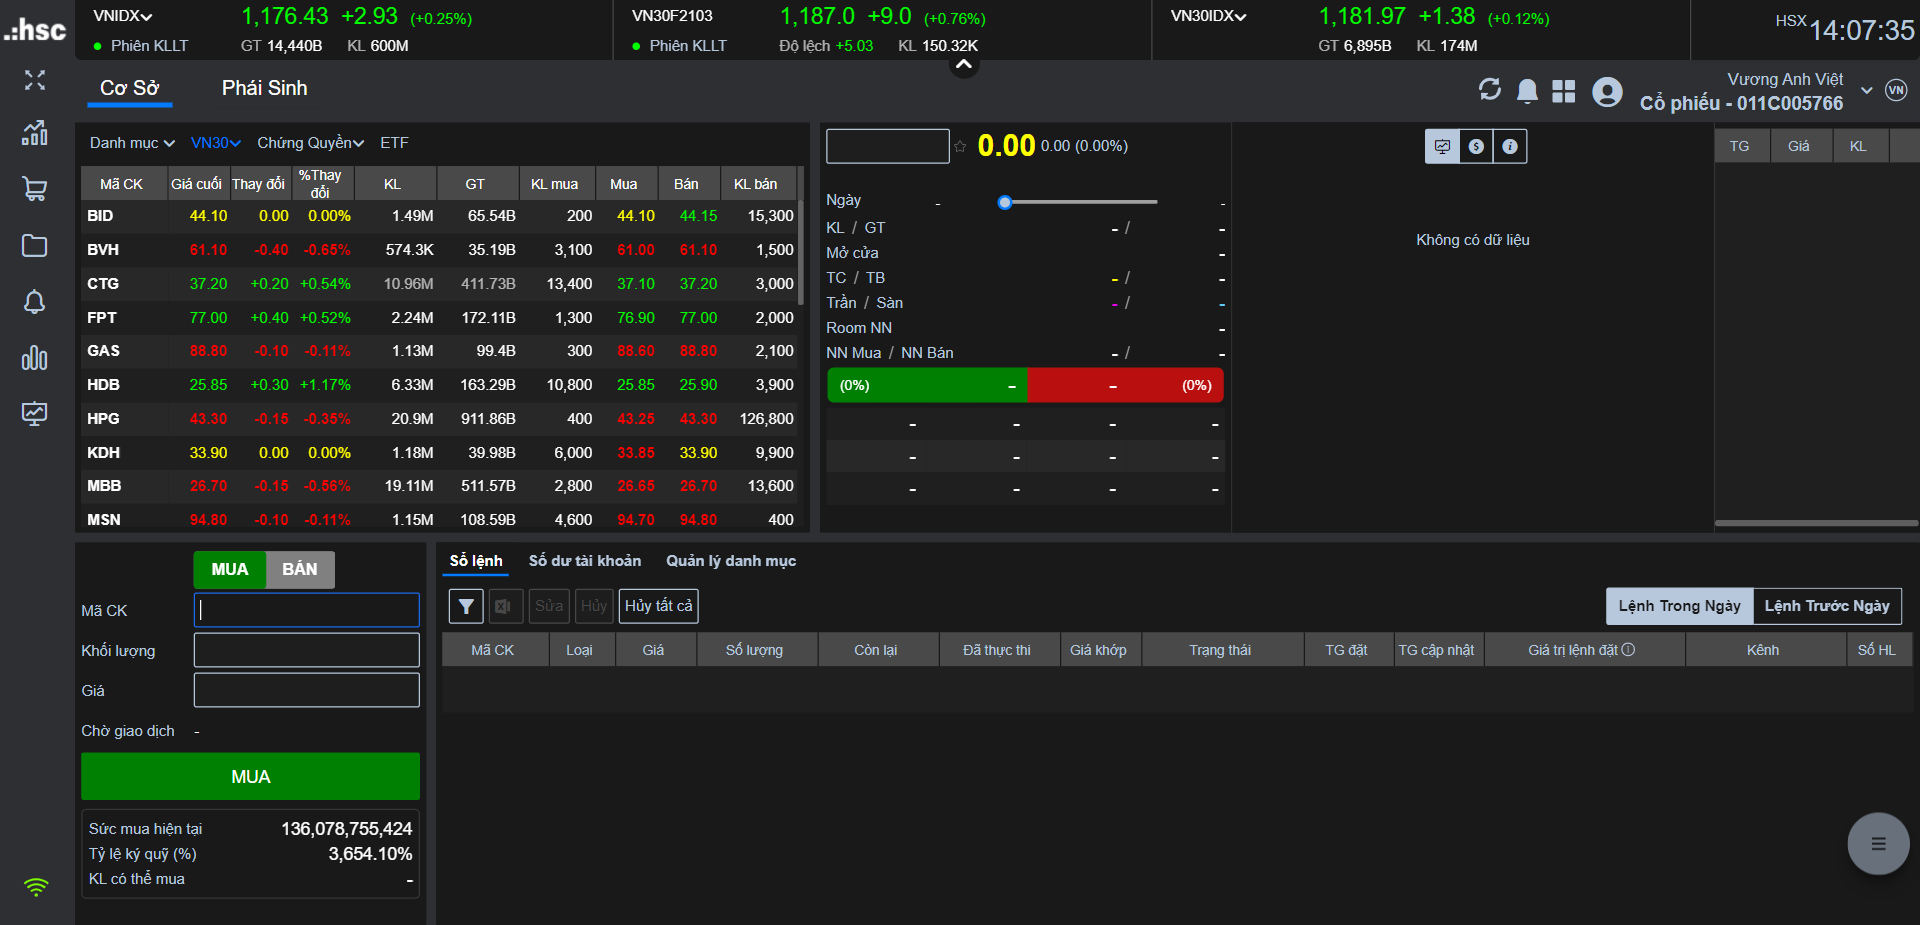 .:hsc
VNIDX
1,176.43 +2.93 (+0.25%)
Phiên KLLT
GT 14,440B KL 600M
VN30F2103
1,187.0 +9.0 (+0.76%)
Phiên KLLT
Độ lệch +5.03 KL 150.32K
VN30IDX
1,181.97 +1.38 (+0.12%)
GT 6,895B KL 174M
HSX 14:07:35
Cơ Sở Phái Sinh
Vương Anh Việt
Cổ phiếu - 011C005766
VN
Danh mục VN30 Chứng Quyền ETF
Mã CK Giá cuối Thay đổi %Thay đổi KL GT KL mua Mua Bán KL bán
BID 44.10 0.00 0.00% 1.49M 65.54B 200 44.10 44.15 15,300
BVH 61.10 -0.40 -0.65% 574.3K 35.19B 3,100 61.00 61.10 1,500
CTG 37.20 +0.20 +0.54% 10.96M 411.73B 13,400 37.10 37.20 3,000
FPT 77.00 +0.40 +0.52% 2.24M 172.11B 1,300 76.90 77.00 2,000
GAS 88.80 -0.10 -0.11% 1.13M 99.4B 300 88.60 88.80 2,100
HDB 25.85 +0.30 +1.17% 6.33M 163.29B 10,800 25.85 25.90 3,900
HPG 43.30 -0.15 -0.35% 20.9M 911.86B 400 43.25 43.30 126,800
KDH 33.90 0.00 0.00% 1.18M 39.98B 6,000 33.85 33.90 9,900
MBB 26.70 -0.15 -0.56% 19.11M 511.57B 2,800 26.65 26.70 13,600
MSN 94.80 -0.10 -0.11% 1.15M 108.59B 4,600 94.70 94.80 400
0.00 0.00 (0.00%)
Ngày - -
KL / GT - / -
Mở cửa -
TC / TB - / -
Trần / Sàn - / -
Room NN -
NN Mua / NN Bán - / -
(0%) - - (0%)
- - - -
- - - -
- - - -
Không có dữ liệu
TG Giá KL
MUA BÁN
Mã CK
Khối lượng
Giá
Chờ giao dịch -
MUA
Sức mua hiện tại 136,078,755,424
Tỷ lệ ký quỹ (%) 3,654.10%
KL có thể mua -
Sổ lệnh Số dư tài khoản Quản lý danh mục
Sửa Hủy Hủy tất cả
Lệnh Trong Ngày Lệnh Trước Ngày
Mã CK Loại Giá Số lượng Còn lại Đã thực thi Giá khớp Trạng thái TG đặt TG cập nhật Giá trị lệnh đặt Kênh Số HL